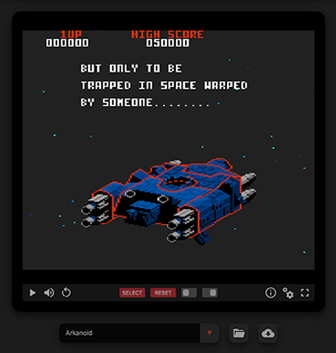 1UP HIGH SCORE
000000 050000
BUT ONLY TO BE
TRAPPED IN SPACE WARPED
BY SOMEONE........
SELECT RESET
Arkanoid